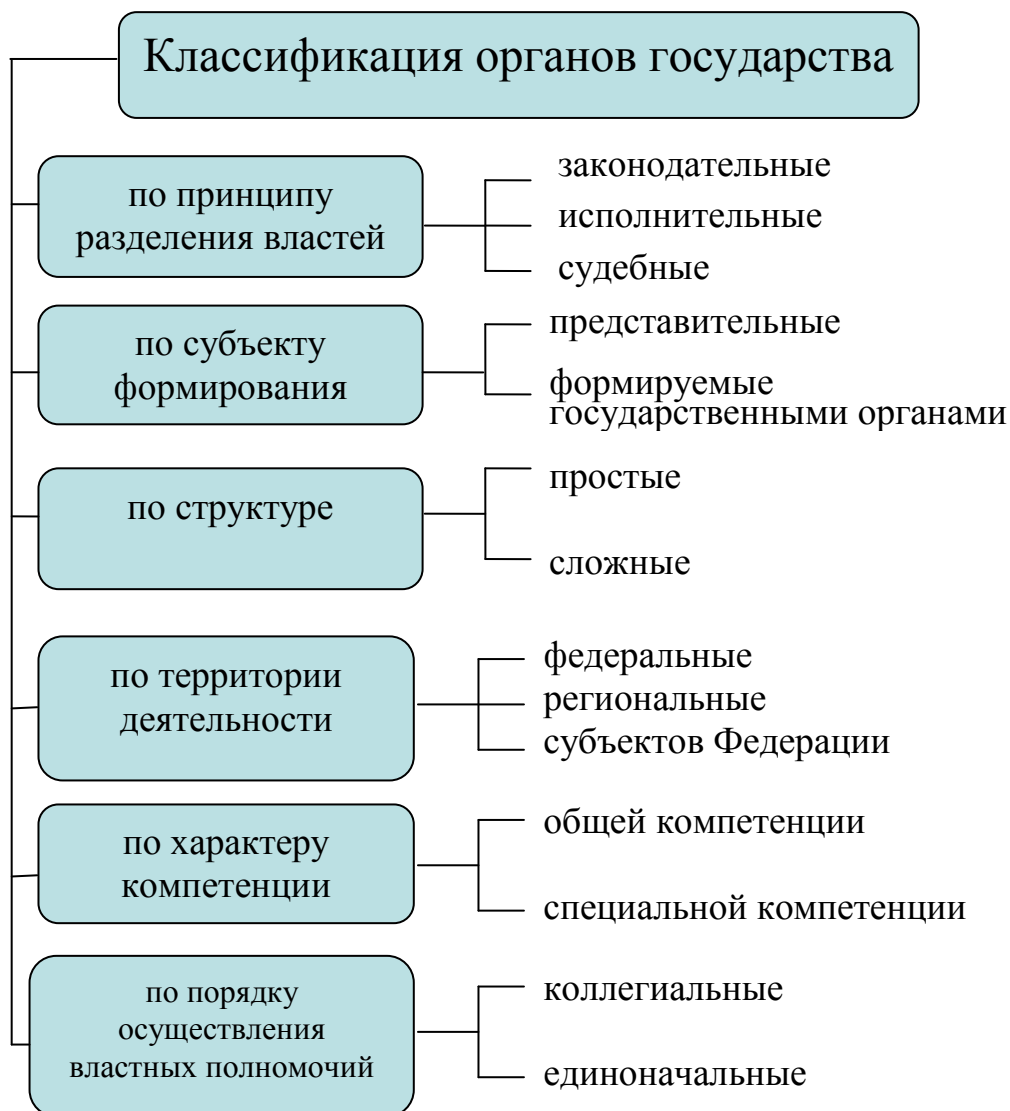 Классификация органов государства
по принципу
разделения властей
законодательные
исполнительные
судебные
по субъекту
формирования
представительные
формируемые
государственными органами
по структуре
простые
сложные
по территории
деятельности
федеральные
региональные
субъектов Федерации
по характеру
компетенции
общей компетенции
специальной компетенции
по порядку
осуществления
властных полномочий
коллегиальные
единоначальные